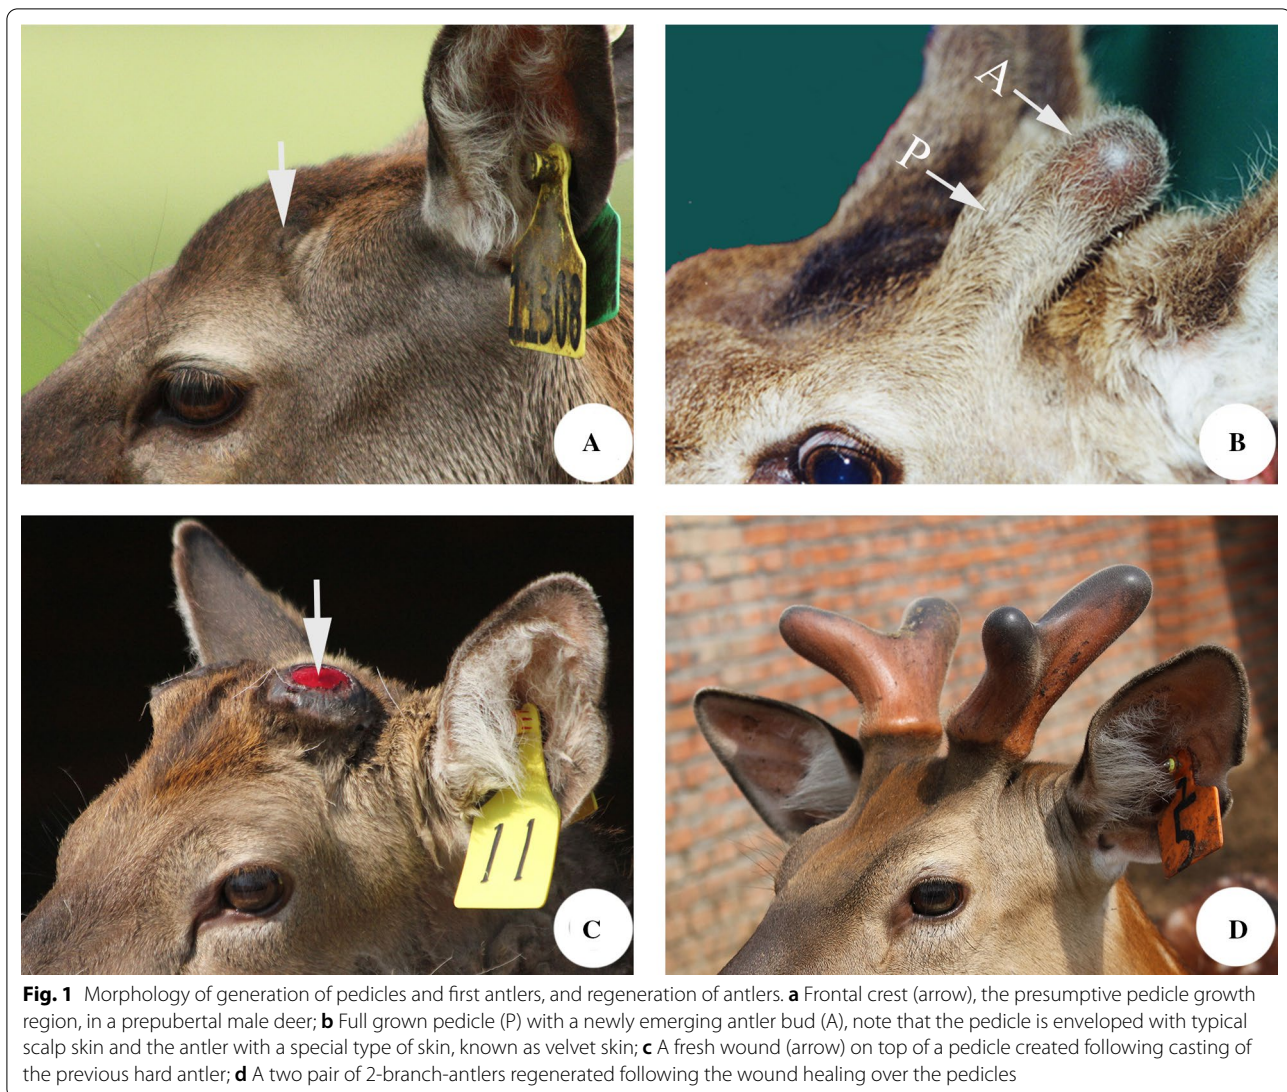 1508
A
A
P
B
11
C
5
D
Fig. 1 Morphology of generation of pedicles and first antlers, and regeneration of antlers. a Frontal crest (arrow), the presumptive pedicle growth
region, in a prepubertal male deer; b Full grown pedicle (P) with a newly emerging antler bud (A), note that the pedicle is enveloped with typical
scalp skin and the antler with a special type of skin, known as velvet skin; c A fresh wound (arrow) on top of a pedicle created following casting of
the previous hard antler; d A two pair of 2-branch-antlers regenerated following the wound healing over the pedicles